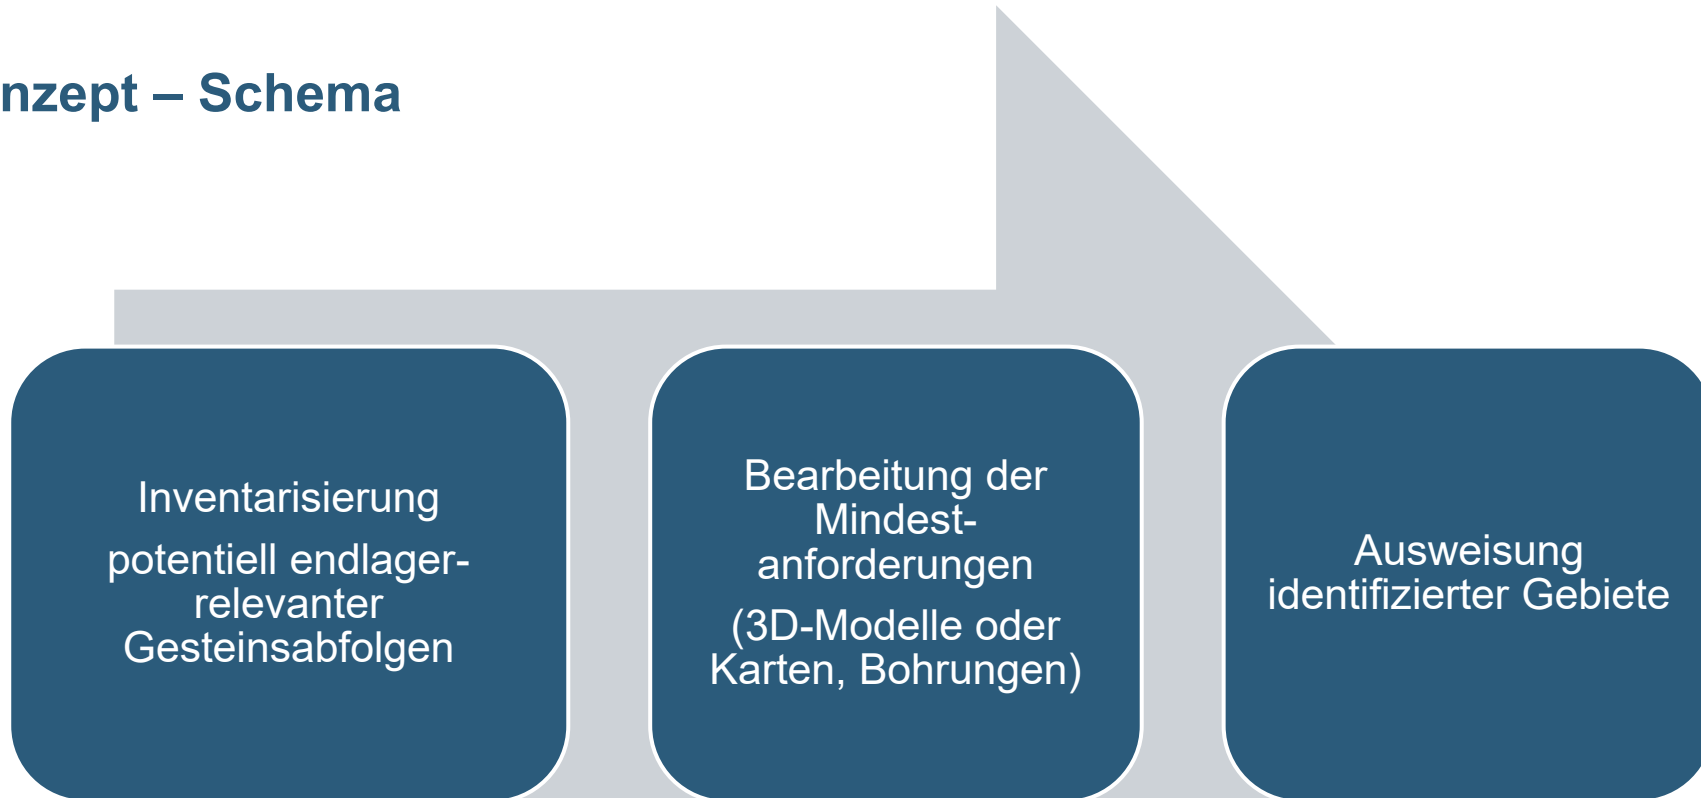 nzept – Schema
Inventarisierung
potentiell endlager-
relevanter
Gesteinsabfolgen
Bearbeitung der
Mindest-
anforderungen
(3D-Modelle oder
Karten, Bohrungen)
Ausweisung
identifizierter Gebiete